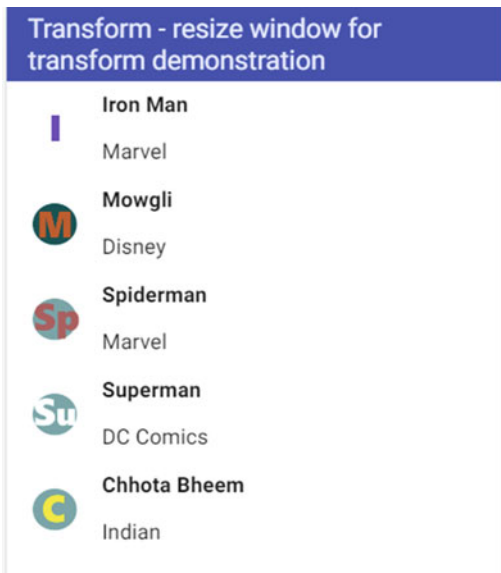 Transform - resize window for
transform demonstration
I
Iron Man
Marvel
M
Mowgli
Disney
Sp
Spiderman
Marvel
Su
Superman
DC Comics
C
Chhota Bheem
Indian